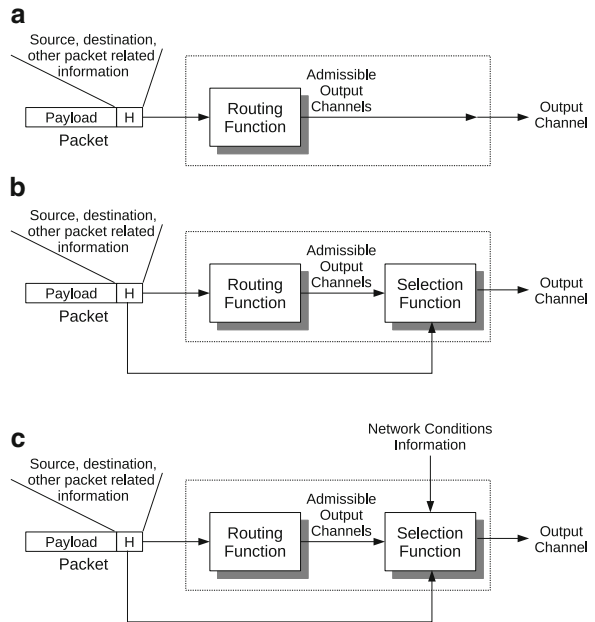 a
Source, destination,
other packet related
information
Payload
H
Packet
Routing
Function
Admissible
Output
Channels
Output
Channel
b
Source, destination,
other packet related
information
Payload
H
Packet
Routing
Function
Admissible
Output
Channels
Selection
Function
Output
Channel
c
Network Conditions
Information
Source, destination,
other packet related
information
Payload
H
Packet
Routing
Function
Admissible
Output
Channels
Selection
Function
Output
Channel